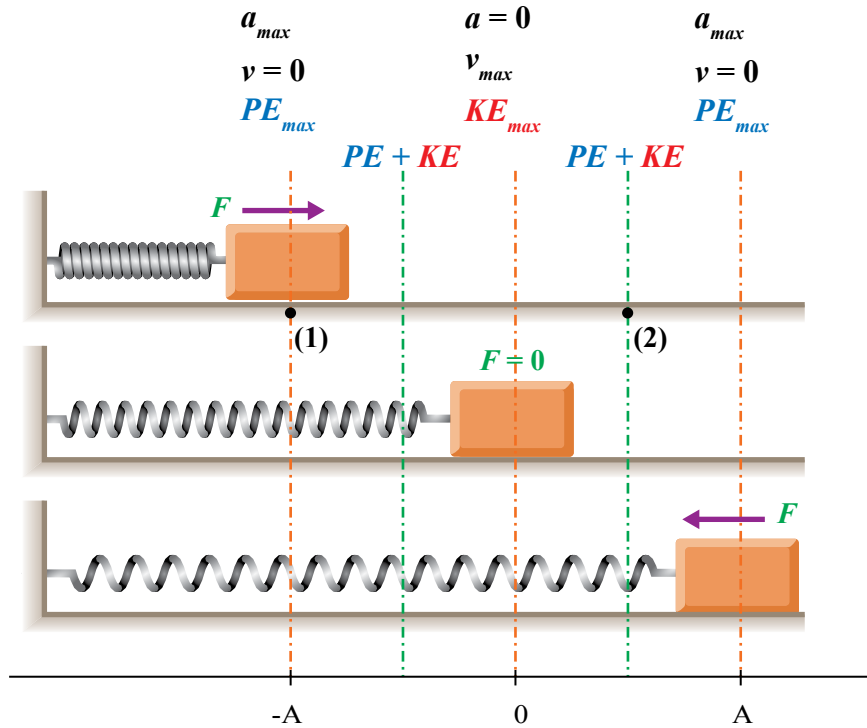 a_max a = 0 a_max
v = 0 v_max v = 0
PE_max KE_max PE_max
PE + KE PE + KE
F
(1) (2)
F = 0
F
-A 0 A